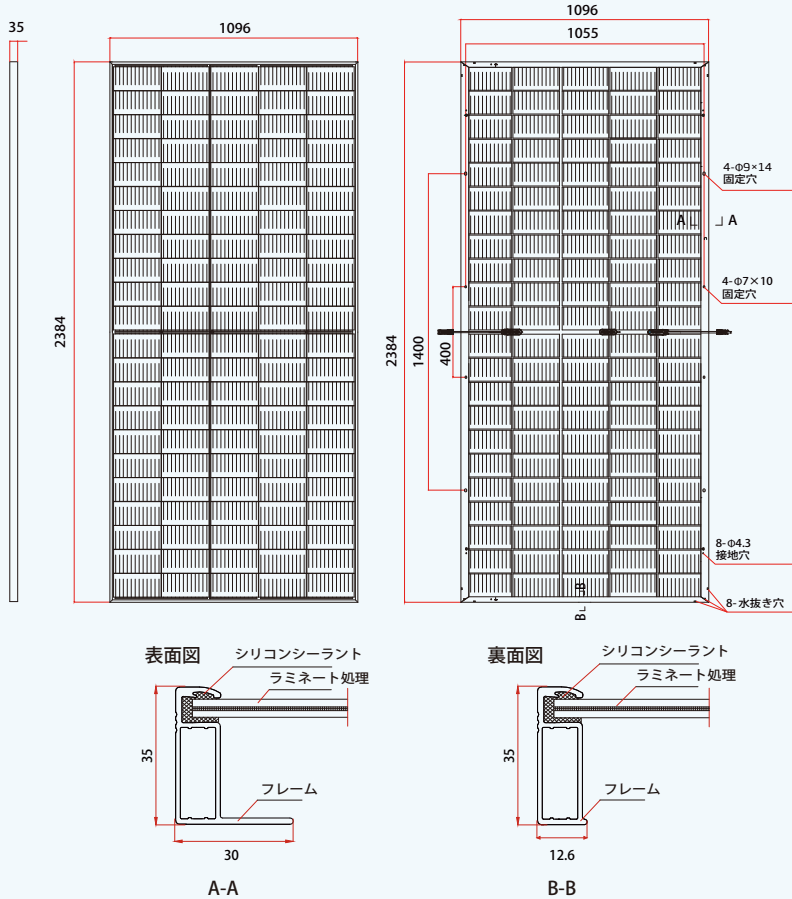 35
1096
2384
1096
1055
2384
1400
400
4-Φ9×14
固定穴
A
A
4-Φ7×10
固定穴
8-Φ4.3
接地穴
8-水抜き穴
B
B
表面図
シリコンシーラント
ラミネート処理
35
フレーム
30
A-A
裏面図
シリコンシーラント
ラミネート処理
35
フレーム
12.6
B-B